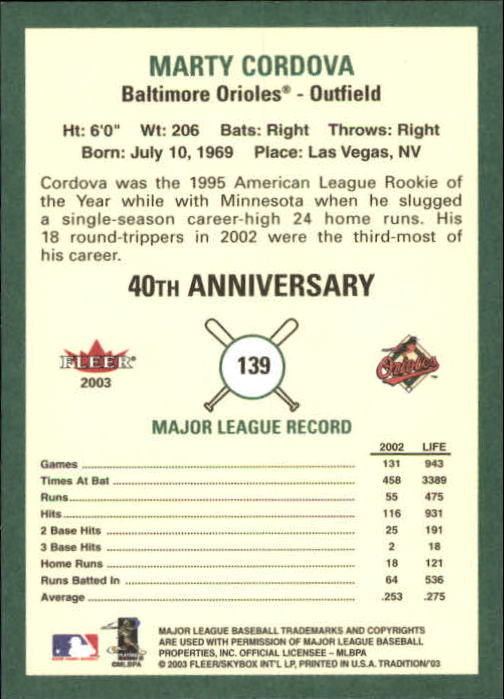 MARTY CORDOVA
Baltimore Orioles® - Outfield
Ht: 6'0" Wt: 206 Bats: Right Throws: Right
Born: July 10, 1969 Place: Las Vegas, NV
Cordova was the 1995 American League Rookie of
the Year while with Minnesota when he slugged
a single-season career-high 24 home runs. His
18 round-trippers in 2002 were the third-most of
his career.
40TH ANNIVERSARY
FLEER®
2003
139
Orioles
MAJOR LEAGUE RECORD
2002 LIFE
Games 131 943
Times At Bat 458 3389
Runs 55 475
Hits 116 931
2 Base Hits 25 191
3 Base Hits 2 18
Home Runs 18 121
Runs Batted In 64 536
Average .253 .275
©MLBPA
MAJOR LEAGUE BASEBALL TRADEMARKS AND COPYRIGHTS
ARE USED WITH PERMISSION OF MAJOR LEAGUE BASEBALL
PROPERTIES, INC. OFFICIAL LICENSEE - MLBPA
© 2003 FLEER/SKYBOX INT'L LP, PRINTED IN U.S.A. TRADITION/'03